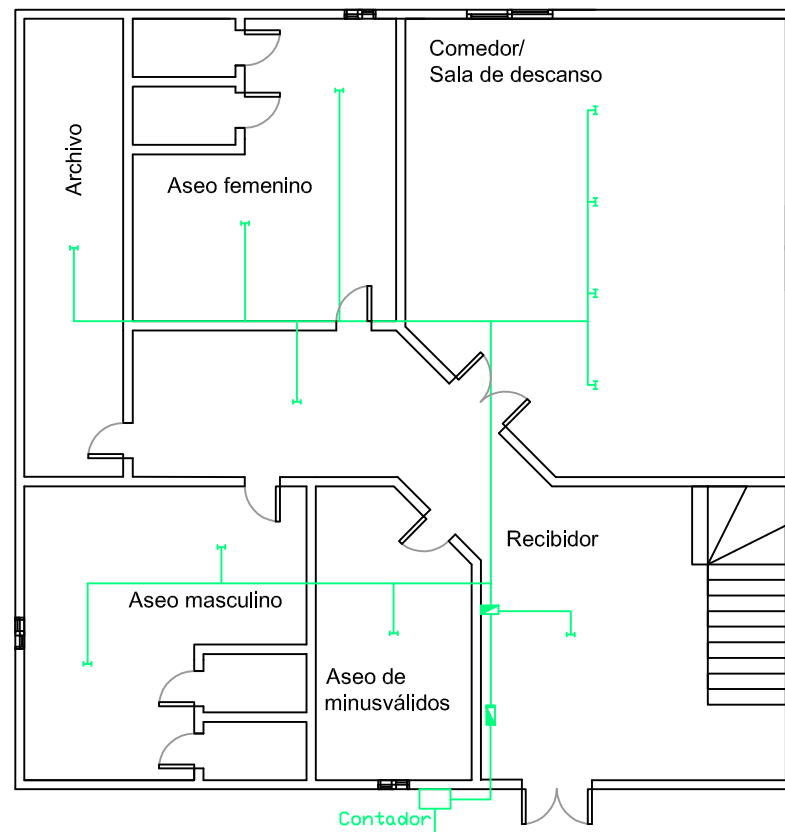 Comedor/
Sala de descanso
Archivo
Aseo femenino
Recibidor
Aseo masculino
Aseo de
minusválidos
Contador